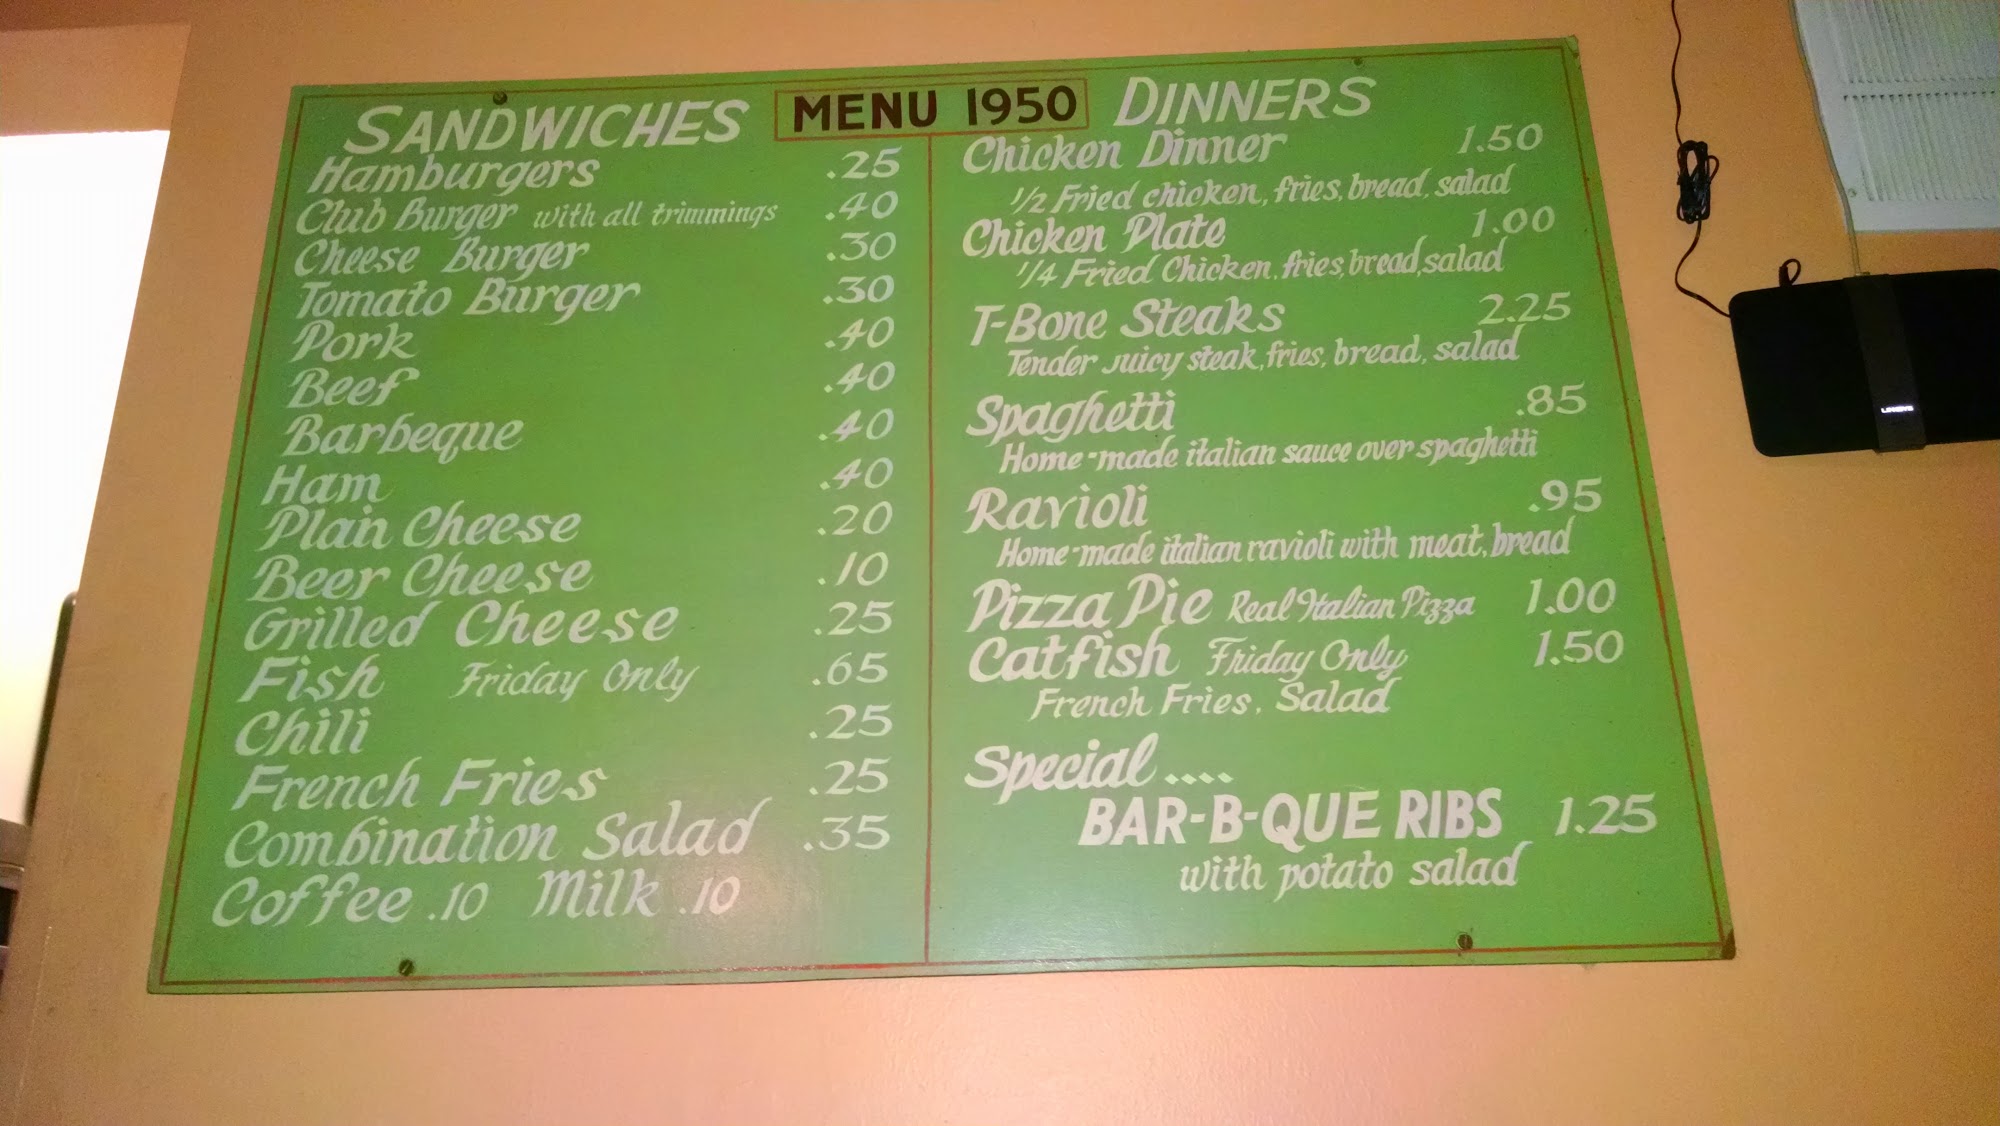 MENU 1950
SANDWICHES
Hamburgers .25
Club Burger with all trimmings .40
Cheese Burger .30
Tomato Burger .30
Pork .40
Beef .40
Barbeque .40
Ham .40
Plain Cheese .20
Beer Cheese .10
Grilled Cheese .25
Fish Friday Only .65
Chili .25
French Fries .25
Combination Salad .35
Coffee .10 Milk .10
DINNERS
Chicken Dinner 1.50
1/2 Fried chicken, fries, bread, salad
Chicken Plate 1.00
1/4 Fried Chicken, fries, bread, salad
T-Bone Steaks 2.25
Tender juicy steak, fries, bread, salad
Spaghetti .85
Home-made italian sauce over spaghetti
Ravioli .95
Home-made italian ravioli with meat, bread
Pizza Pie Real Italian Pizza 1.00
Catfish Friday Only 1.50
French Fries, Salad
Special ....
BAR-B-QUE RIBS 1.25
with potato salad
LINKSYS